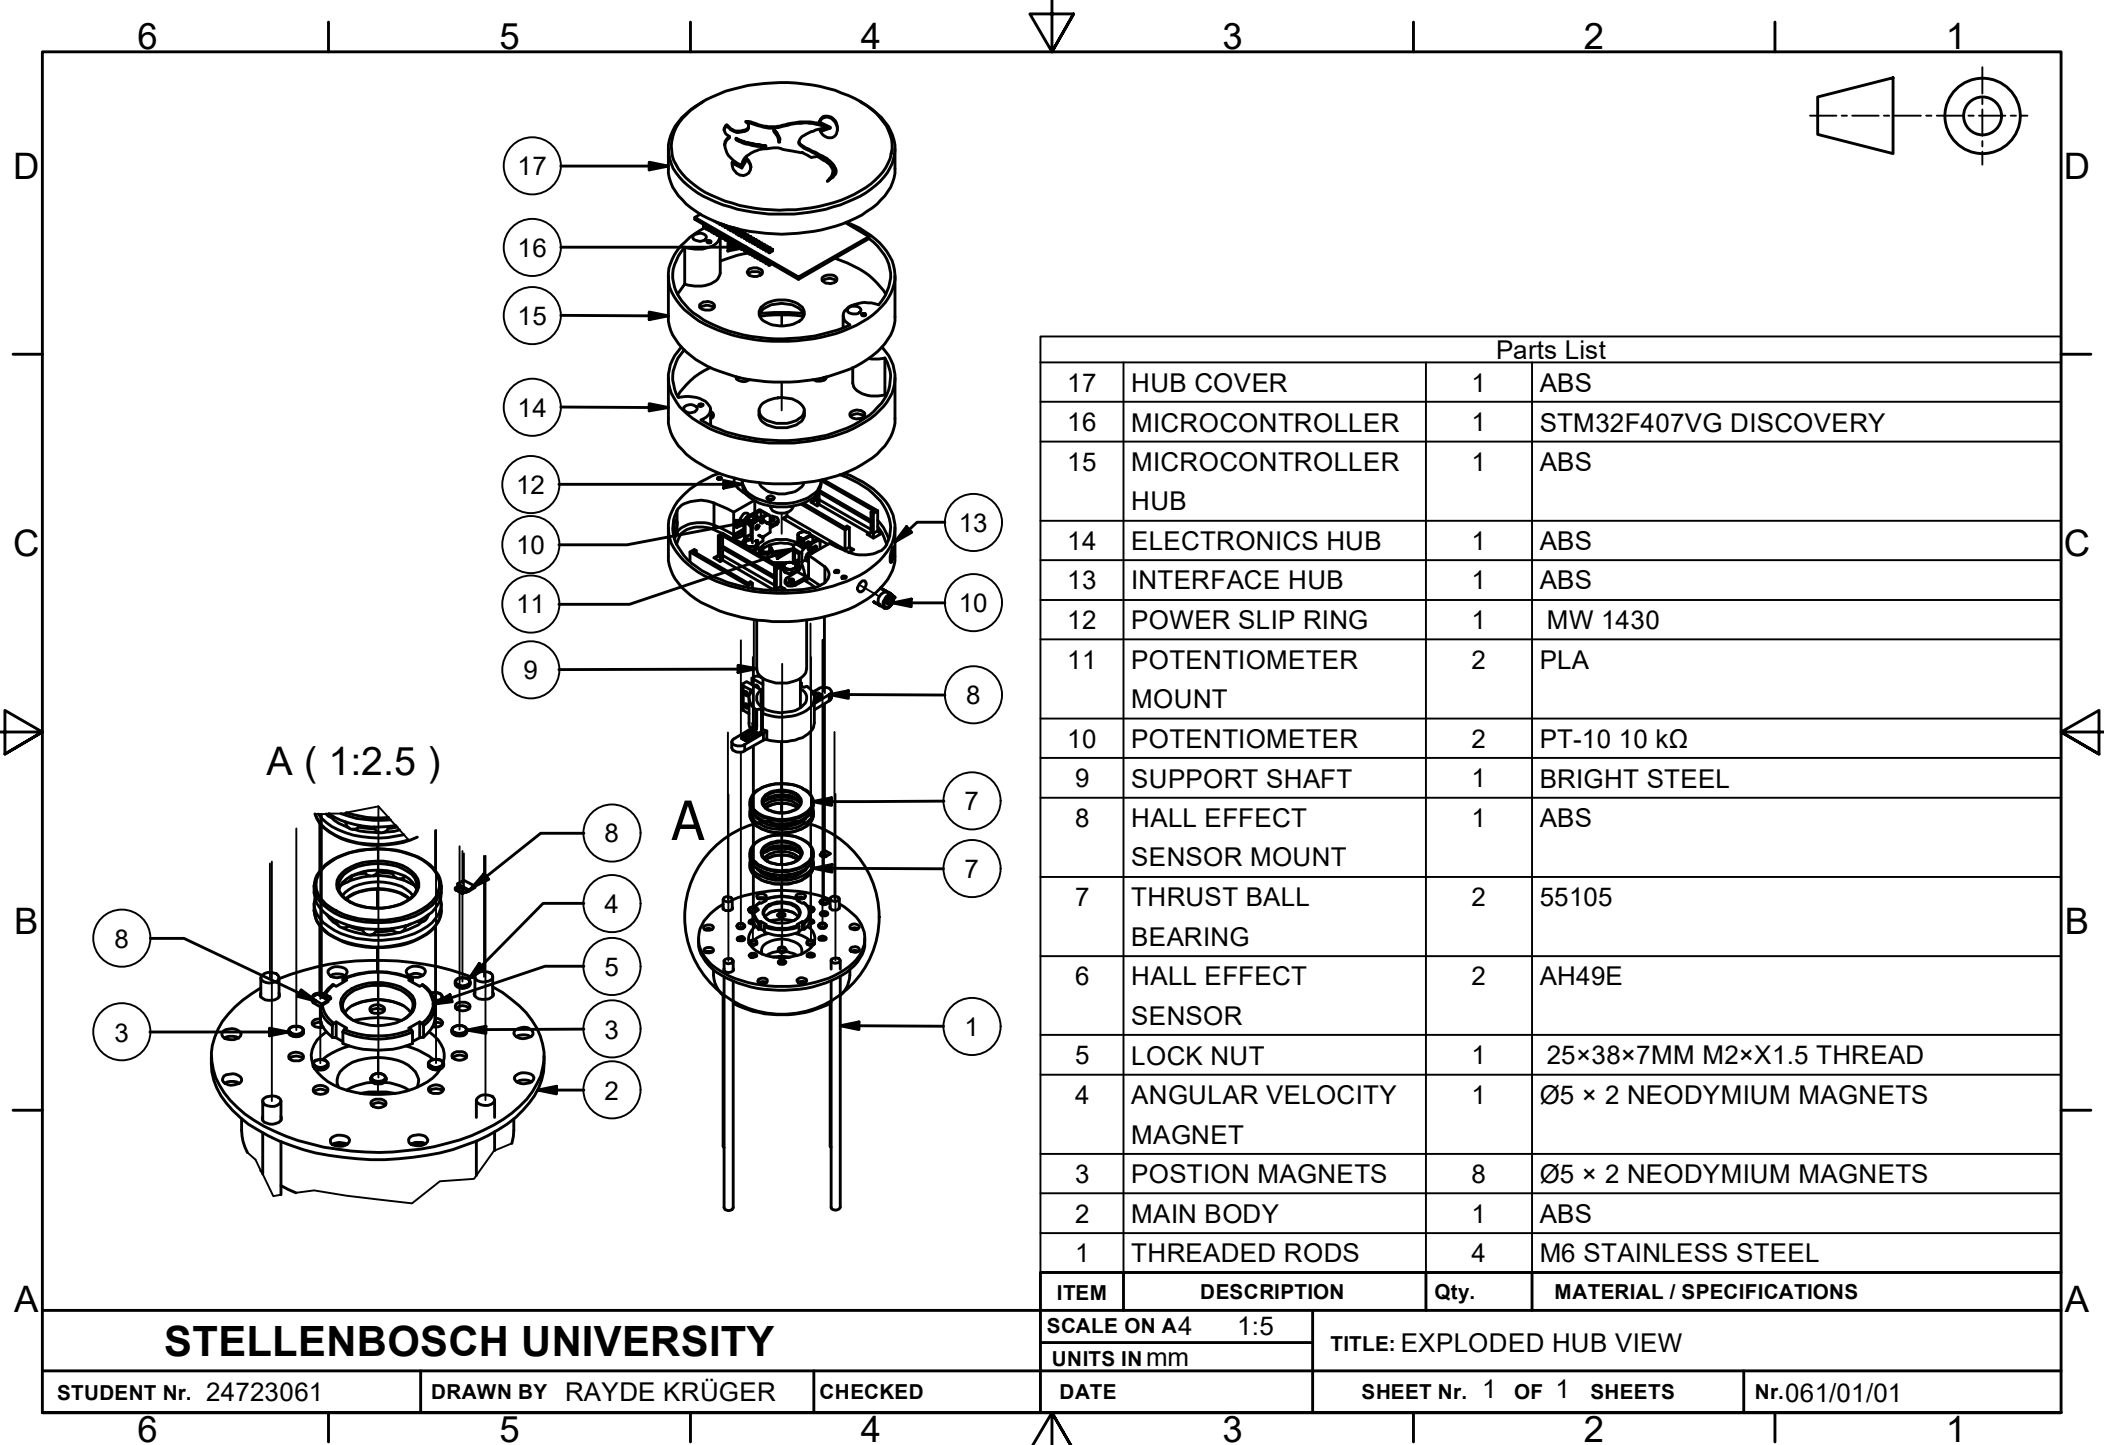 6 5 4 3 2 1
D D
17
16
15
14
12
10
13
11
10
9
8
C C
A ( 1:2.5 )
A
7
7
8
4
8
5
3
3
2
1
B B
Parts List
17 HUB COVER 1 ABS
16 MICROCONTROLLER 1 STM32F407VG DISCOVERY
15 MICROCONTROLLER 1 ABS
HUB
14 ELECTRONICS HUB 1 ABS
13 INTERFACE HUB 1 ABS
12 POWER SLIP RING 1 MW 1430
11 POTENTIOMETER 2 PLA
MOUNT
10 POTENTIOMETER 2 PT-10 10 kΩ
9 SUPPORT SHAFT 1 BRIGHT STEEL
8 HALL EFFECT 1 ABS
SENSOR MOUNT
7 THRUST BALL 2 55105
BEARING
6 HALL EFFECT 2 AH49E
SENSOR
5 LOCK NUT 1 25×38×7MM M2×X1.5 THREAD
4 ANGULAR VELOCITY 1 Ø5 × 2 NEODYMIUM MAGNETS
MAGNET
3 POSTION MAGNETS 8 Ø5 × 2 NEODYMIUM MAGNETS
2 MAIN BODY 1 ABS
1 THREADED RODS 4 M6 STAINLESS STEEL
ITEM DESCRIPTION Qty. MATERIAL / SPECIFICATIONS
A A
STELLENBOSCH UNIVERSITY
SCALE ON A4 1:5
UNITS IN mm
TITLE: EXPLODED HUB VIEW
STUDENT Nr. 24723061 DRAWN BY RAYDE KRÜGER CHECKED DATE SHEET Nr. 1 OF 1 SHEETS Nr.061/01/01
6 5 4 3 2 1